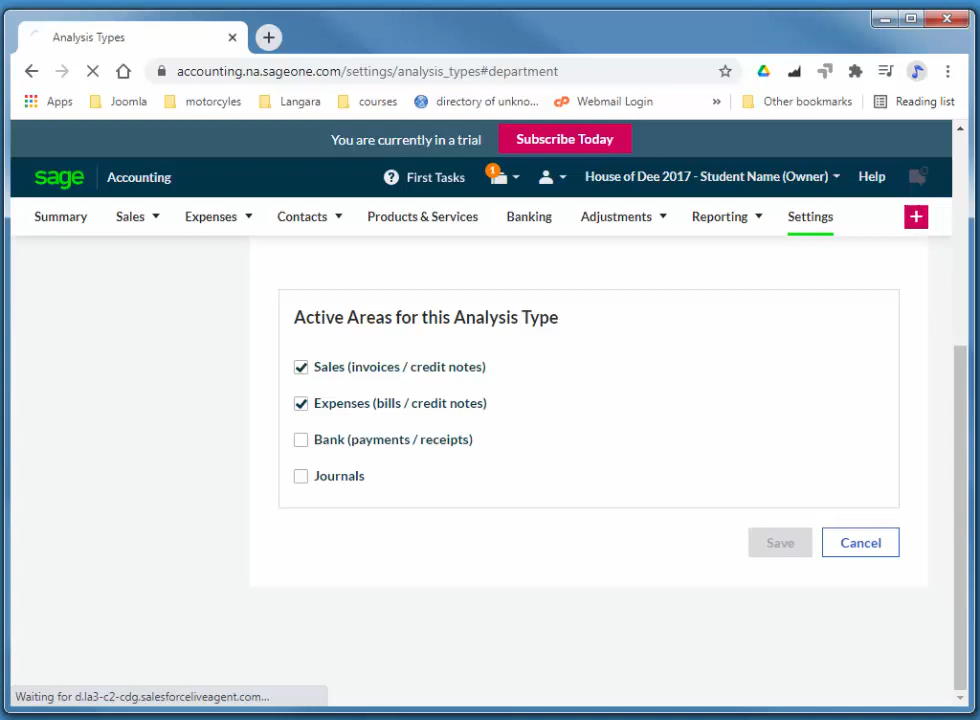 Analysis Types
accounting.na.sageone.com/settings/analysis_types#department
Apps Joomla motorcyles Langara courses directory of unkno... cP Webmail Login » Other bookmarks Reading list
You are currently in a trial Subscribe Today
sage Accounting ? First Tasks 1 House of Dee 2017 - Student Name (Owner) Help
Summary Sales Expenses Contacts Products & Services Banking Adjustments Reporting Settings +
Active Areas for this Analysis Type
Sales (invoices / credit notes)
Expenses (bills / credit notes)
Bank (payments / receipts)
Journals
Save Cancel
Waiting for d.la3-c2-cdg.salesforceliveagent.com...